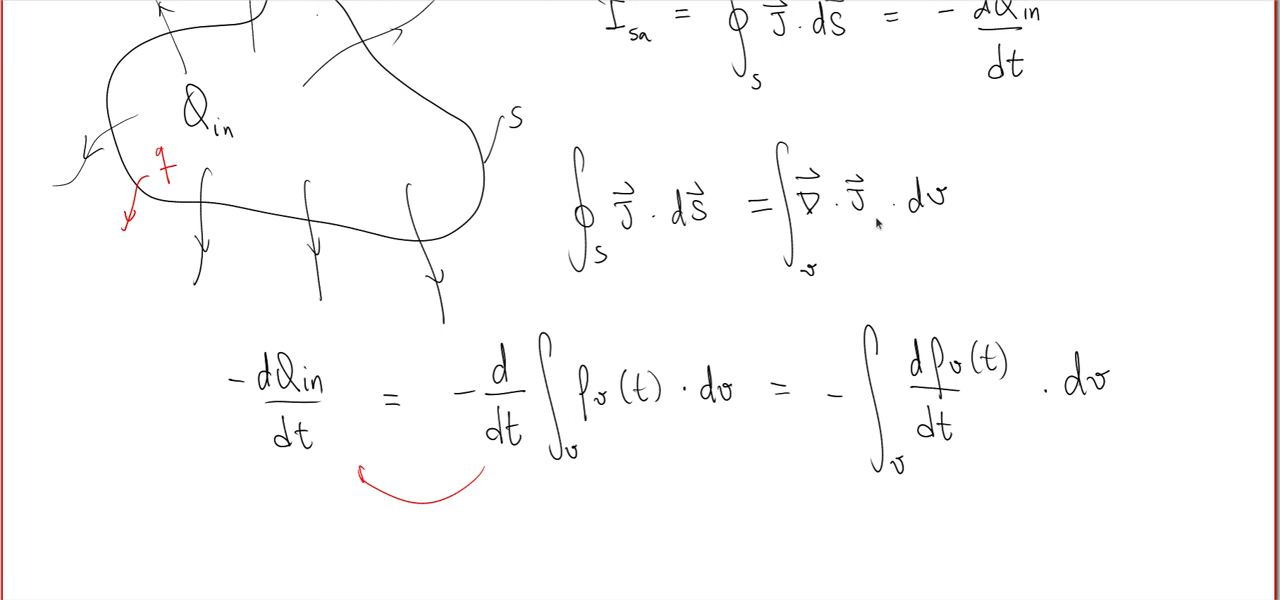 I_sa = ∮_S J⃗ · dS⃗ = - dQ_in/dt
Q_in
S
q
∮_S J⃗ · dS⃗ = ∫_v ∇⃗ · J⃗ · dv
- dQ_in/dt = - d/dt ∫_v ρ_v(t) · dv = - ∫_v dρ_v(t)/dt · dv